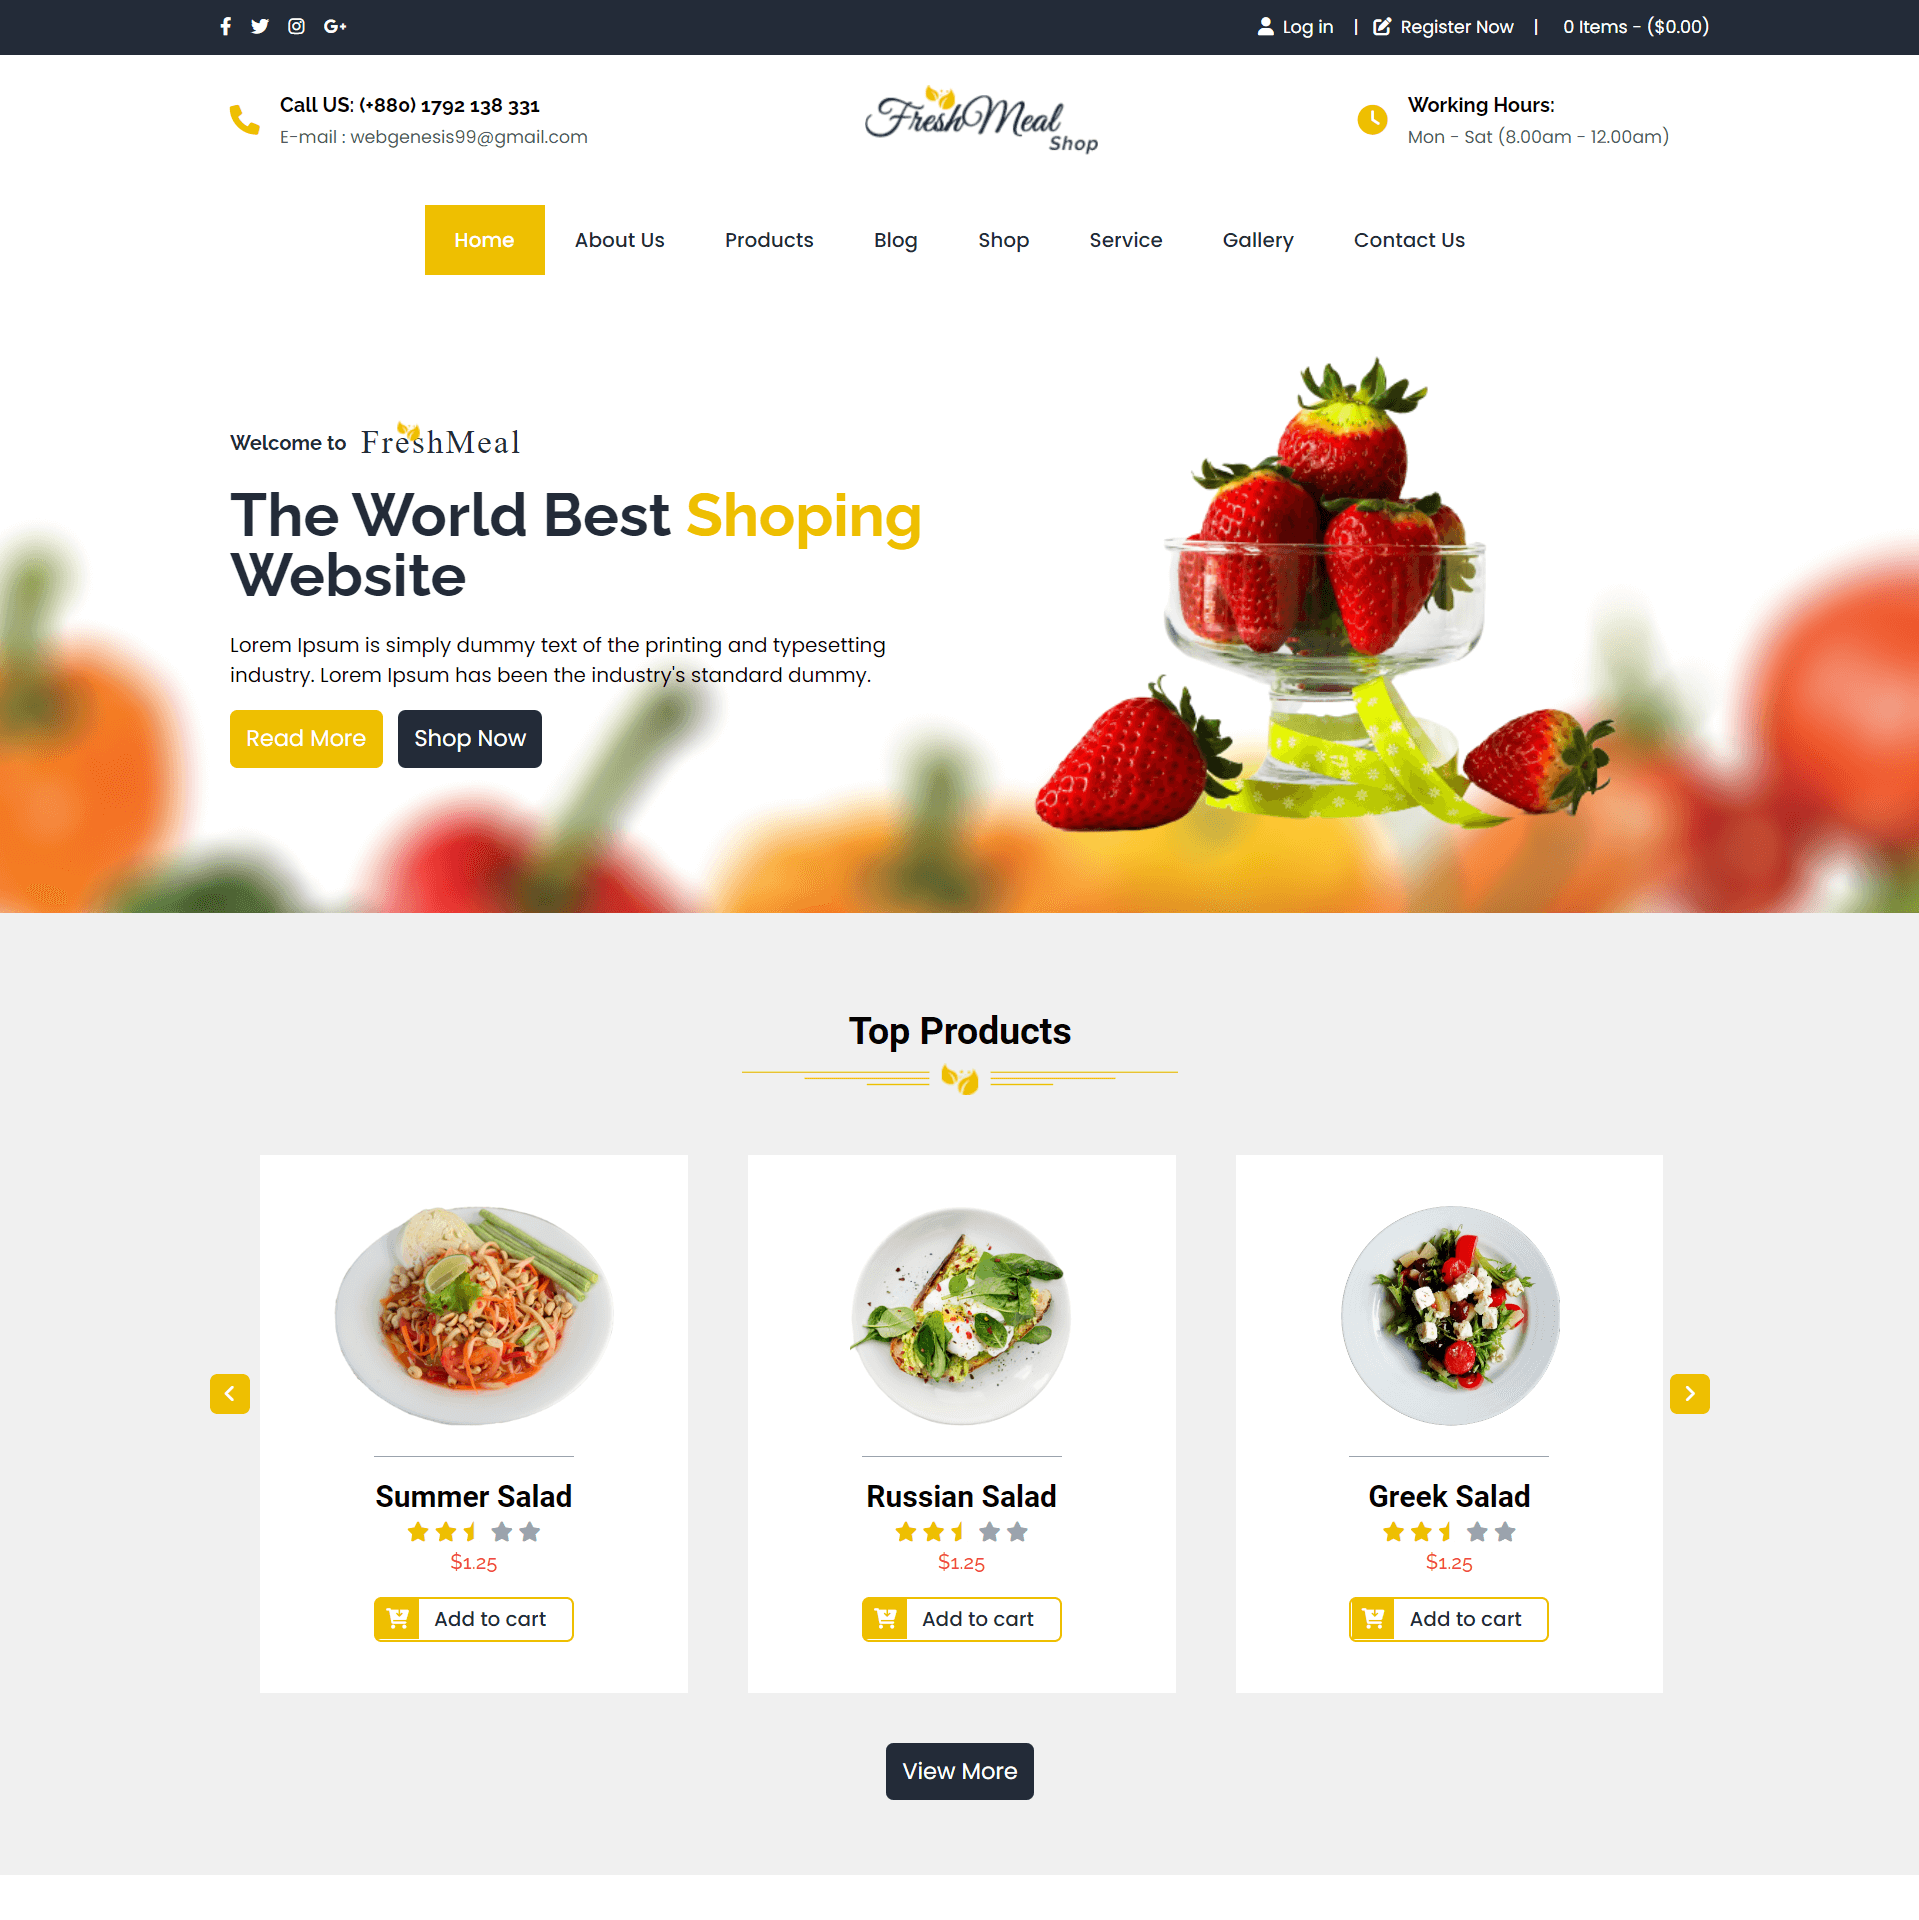 Log in | Register Now | 0 Items - ($0.00)
Call US: (+880) 1792 138 331
E-mail : webgenesis99@gmail.com
FreshMeal
Shop
Working Hours:
Mon - Sat (8.00am - 12.00am)
Home About Us Products Blog Shop Service Gallery Contact Us
Welcome to FreshMeal
The World Best Shoping
Website
Lorem Ipsum is simply dummy text of the printing and typesetting
industry. Lorem Ipsum has been the industry's standard dummy.
Read More Shop Now
Top Products
Summer Salad
$1.25
Add to cart
Russian Salad
$1.25
Add to cart
Greek Salad
$1.25
Add to cart
View More